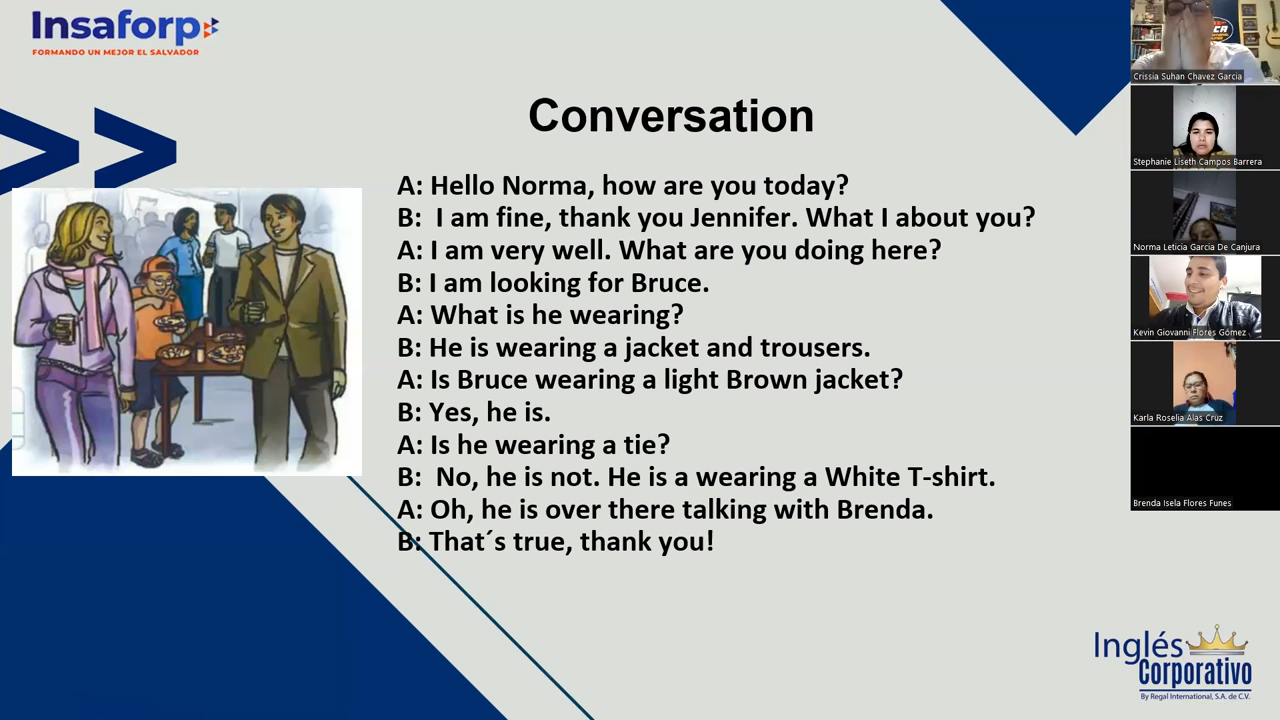 Insaforp
FORMANDO UN MEJOR EL SALVADOR
Conversation
A: Hello Norma, how are you today?
B:  I am fine, thank you Jennifer. What I about you?
A: I am very well. What are you doing here?
B: I am looking for Bruce.
A: What is he wearing?
B: He is wearing a jacket and trousers.
A: Is Bruce wearing a light Brown jacket?
B: Yes, he is.
A: Is he wearing a tie?
B:  No, he is not. He is a wearing a White T-shirt.
A: Oh, he is over there talking with Brenda.
B: That´s true, thank you!
Crissia Suhan Chavez Garcia
Stephanie Liseth Campos Barrera
Norma Leticia García De Canjura
Kevin Giovanni Flores Gómez
Karla Roselia Alas Cruz
Brenda Isela Flores Funes
Inglés
Corporativo
By Regal International, S.A. de C.V.